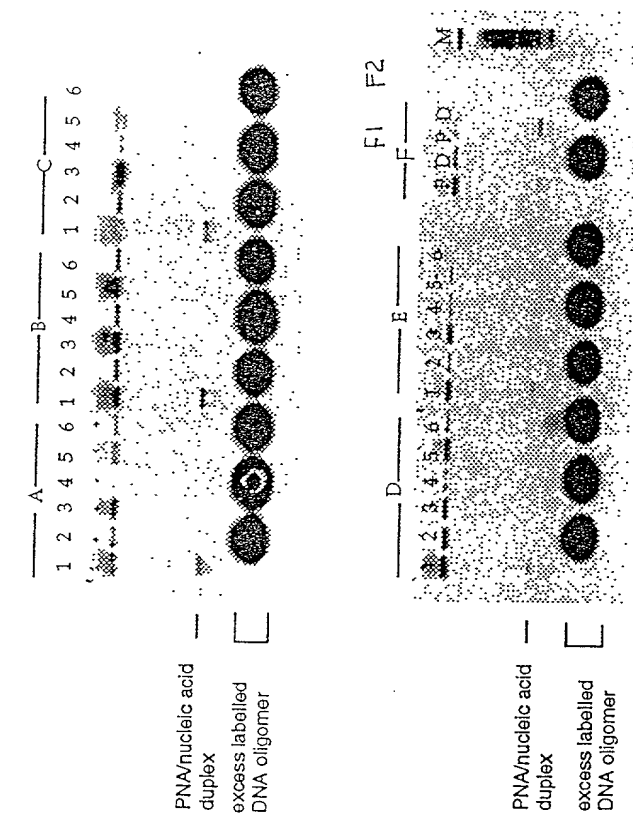 A B C
1 2 3 4 5 6 1 2 3 4 5 6 1 2 3 4 5 6
PNA/nucleic acid
duplex
excess labelled
DNA oligomer
F1 F2
D E F M
1 2 3 4 5 6 1 2 3 4 5 6 B D P D
PNA/nucleic acid
duplex
excess labelled
DNA oligomer